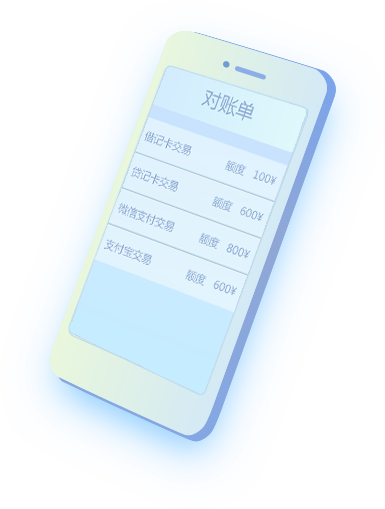 对账单
借记卡交易 额度 100¥
贷记卡交易 额度 600¥
微信支付交易 额度 800¥
支付宝交易 额度 600¥